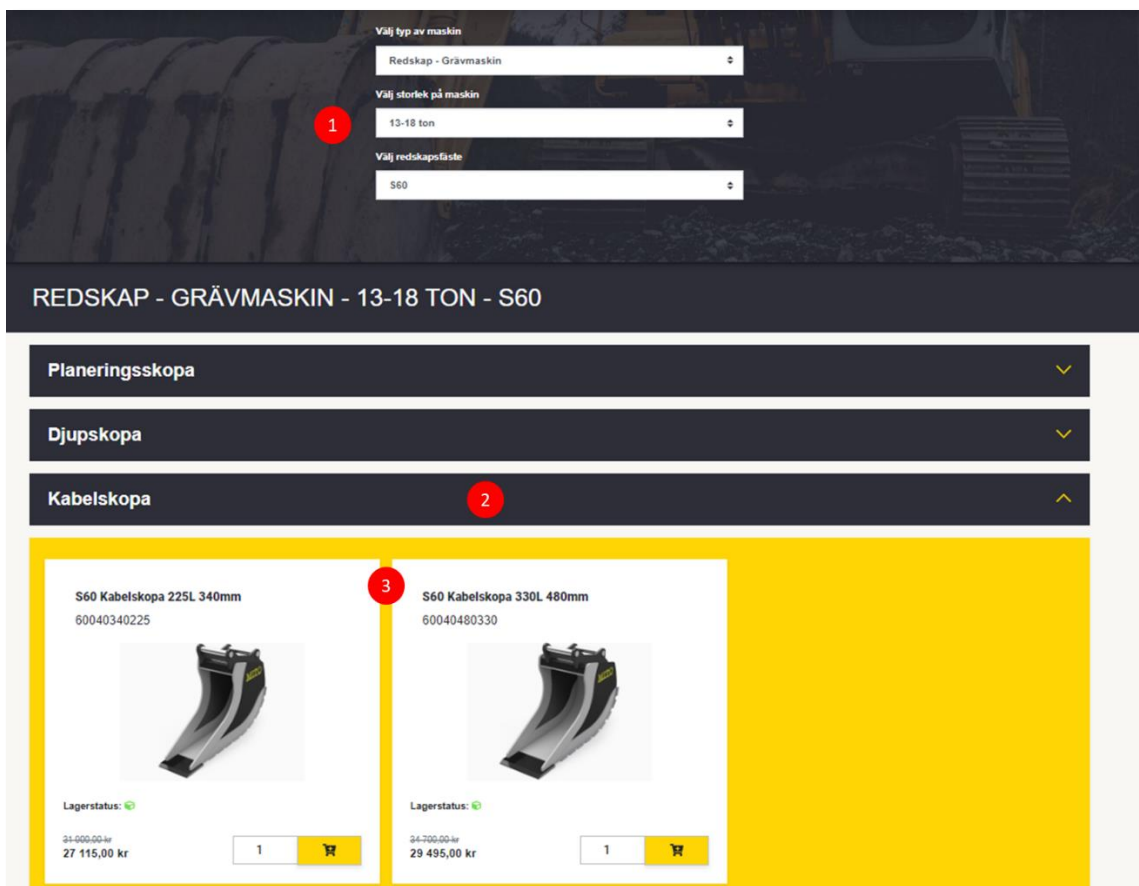 Välj typ av maskin
Redskap - Grävmaskin
Välj storlek på maskin
1
13-18 ton
Välj redskapsfäste
S60
REDSKAP - GRÄVMASKIN - 13-18 TON - S60
Planeringsskopa
Djupskopa
Kabelskopa
2
3
S60 Kabelskopa 225L 340mm
60040340225
Lagerstatus:
31 000,00 kr
27 115,00 kr
1
S60 Kabelskopa 330L 480mm
60040480330
Lagerstatus:
34 700,00 kr
29 495,00 kr
1